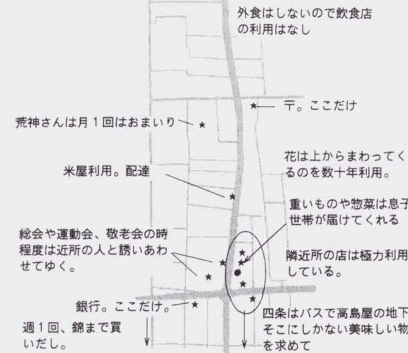 外食はしないので飲食店
の利用はなし
〒。ここだけ
荒神さんは月1回はおまいり
花は上からまわってく
るのを数十年利用。
米屋利用。配達
重いものや惣菜は息子
世帯が届けてくれる
総会や運動会、敬老会の時
程度は近所の人と誘いあわ
せてゆく。
隣近所の店は極力利用
している。
銀行。ここだけ。
週1回、錦まで買
いだし。
四条はバスで高島屋の地下
そこにしかない美味しい物
を求めて